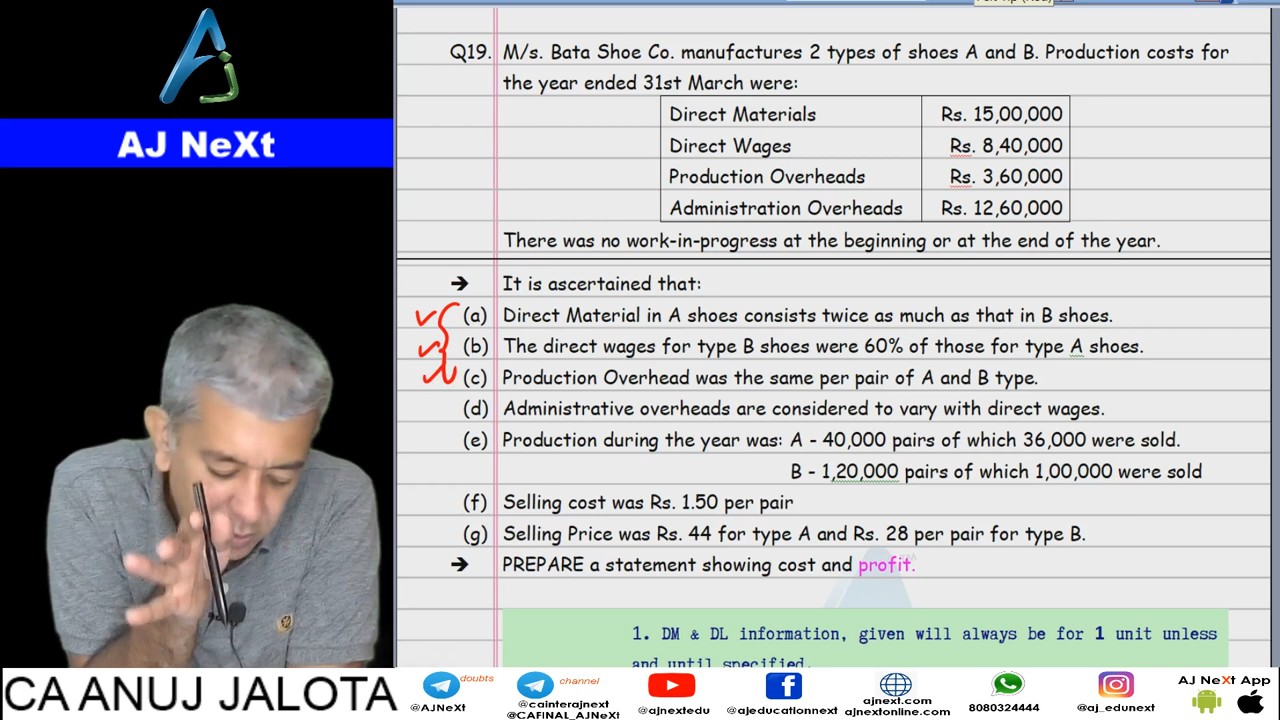 Q19. M/s. Bata Shoe Co. manufactures 2 types of shoes A and B. Production costs for
the year ended 31st March were:
Direct Materials Rs. 15,00,000
Direct Wages Rs. 8,40,000
Production Overheads Rs. 3,60,000
Administration Overheads Rs. 12,60,000
There was no work-in-progress at the beginning or at the end of the year.
→ It is ascertained that:
(a) Direct Material in A shoes consists twice as much as that in B shoes.
(b) The direct wages for type B shoes were 60% of those for type A shoes.
(c) Production Overhead was the same per pair of A and B type.
(d) Administrative overheads are considered to vary with direct wages.
(e) Production during the year was: A - 40,000 pairs of which 36,000 were sold.
B - 1,20,000 pairs of which 1,00,000 were sold
(f) Selling cost was Rs. 1.50 per pair
(g) Selling Price was Rs. 44 for type A and Rs. 28 per pair for type B.
→ PREPARE a statement showing cost and profit.
1. DM & DL information, given will always be for 1 unit unless
and until specified.
AJ NeXt
CA ANUJ JALOTA
doubts
@AJNeXt
channel
@cainterajnext
@CAFINAL_AJNeXt
@ajnextedu
@ajeducationnext
ajnext.com
ajnextonline.com
8080324444
@aj_edunext
AJ NeXt App